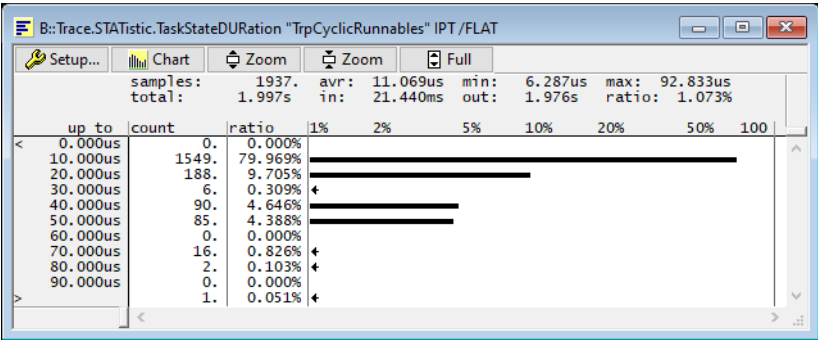 B::Trace.STATistic.TaskStateDURation "TrpCyclicRunnables" IPT /FLAT
Setup... Chart Zoom Zoom Full
samples: 1937. avr: 11.069us min: 6.287us max: 92.833us
total: 1.997s in: 21.440ms out: 1.976s ratio: 1.073%
up to count ratio 1% 2% 5% 10% 20% 50% 100
< 0.000us 0. 0.000%
10.000us 1549. 79.969%
20.000us 188. 9.705%
30.000us 6. 0.309%
40.000us 90. 4.646%
50.000us 85. 4.388%
60.000us 0. 0.000%
70.000us 16. 0.826%
80.000us 2. 0.103%
90.000us 0. 0.000%
> 1. 0.051%